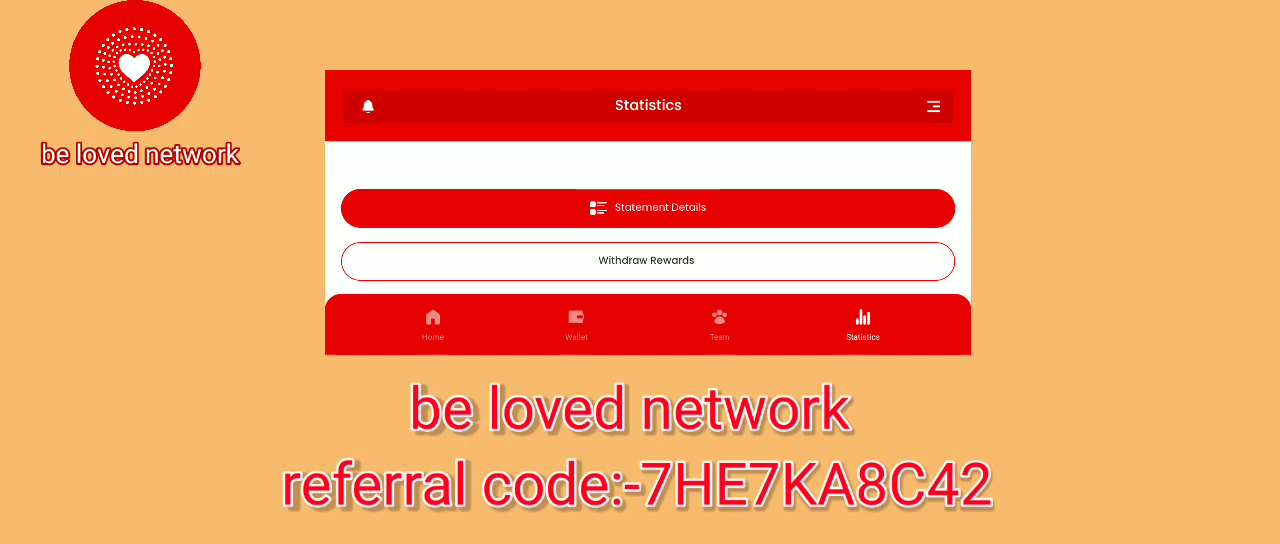 be loved network
Statistics
Statement Details
Withdraw Rewards
Home
Wallet
Team
Statistics
be loved network
referral code:-7HE7KA8C42